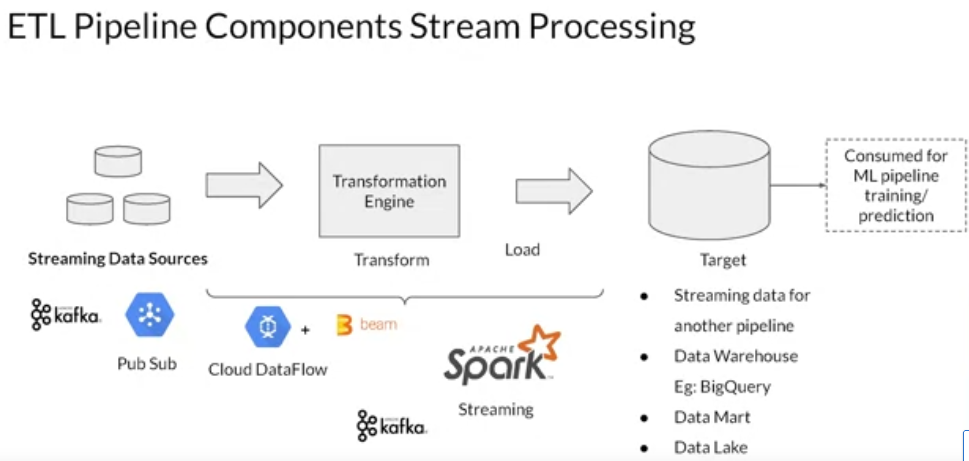 ETL Pipeline Components Stream Processing
Transformation
Engine
Consumed for
ML pipeline
training/
prediction
Streaming Data Sources
Transform
Load
Target
kafka.
Pub Sub
Cloud DataFlow
+
beam
APACHE
Spark
Streaming
kafka.
• Streaming data for
another pipeline
• Data Warehouse
Eg: BigQuery
• Data Mart
• Data Lake